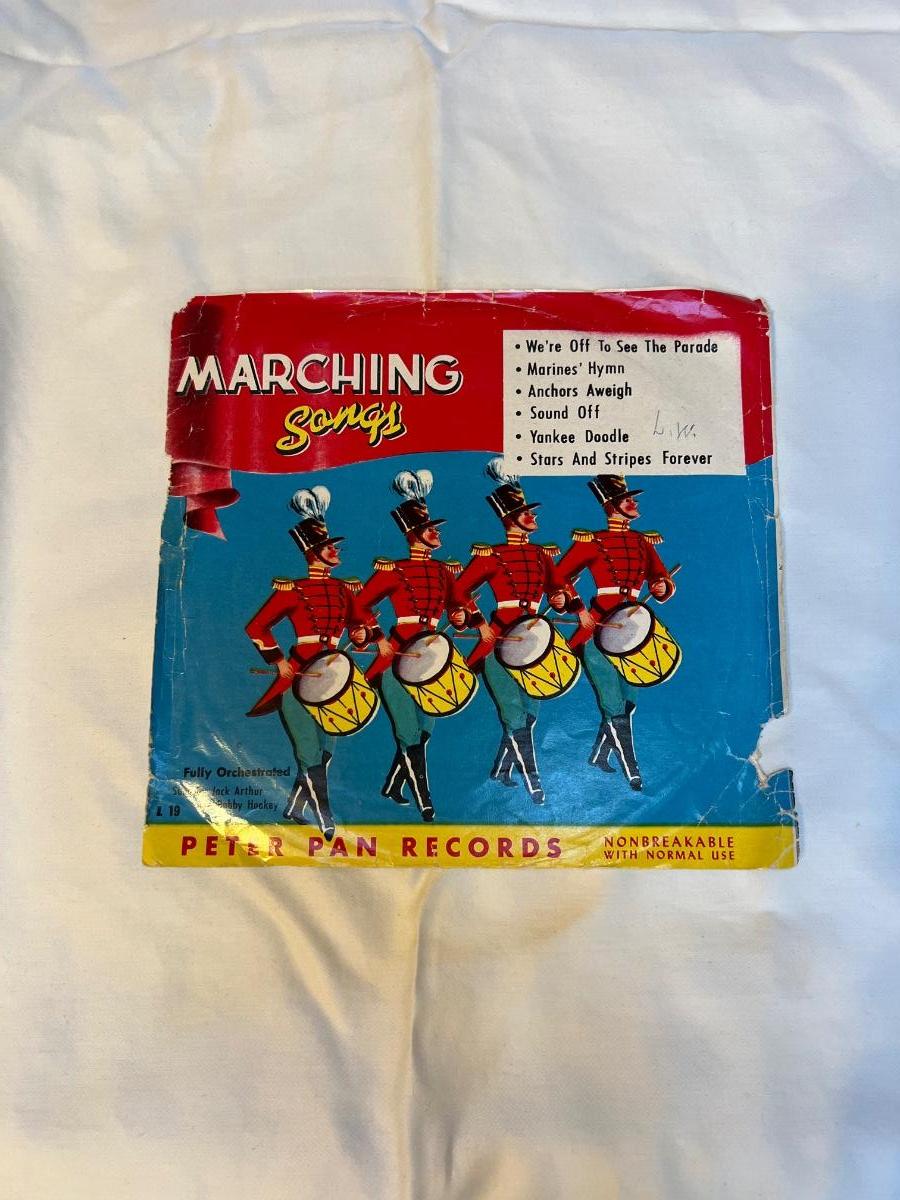 MARCHING
Songs
• We're Off To See The Parade
• Marines' Hymn
• Anchors Aweigh
• Sound Off
• Yankee Doodle
L.W.
• Stars And Stripes Forever
Fully Orchestrated
Jack Arthur
Bobby Hockey
L 19
PETER PAN RECORDS
NONBREAKABLE
WITH NORMAL USE